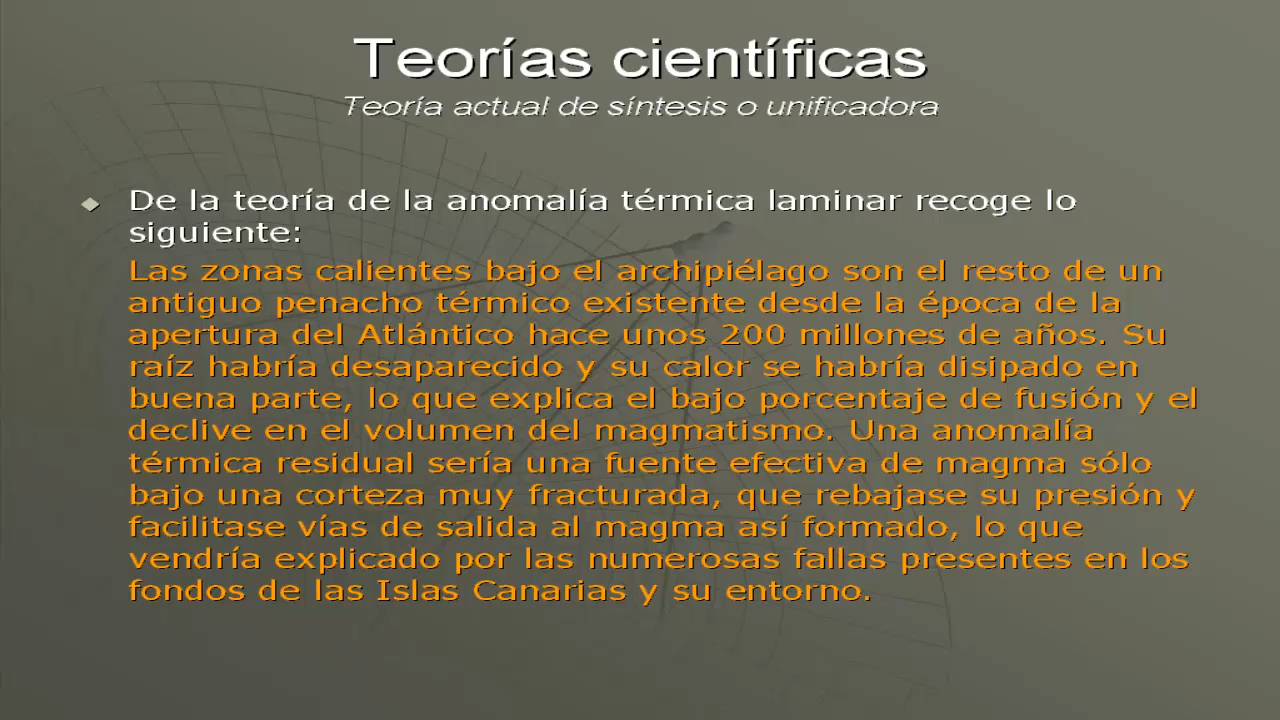 Teorías científicas
Teoría actual de síntesis o unificadora
De la teoría de la anomalía térmica laminar recoge lo
siguiente:
Las zonas calientes bajo el archipiélago son el resto de un
antiguo penacho térmico existente desde la época de la
apertura del Atlántico hace unos 200 millones de años. Su
raíz habría desaparecido y su calor se habría disipado en
buena parte, lo que explica el bajo porcentaje de fusión y el
declive en el volumen del magmatismo. Una anomalía
térmica residual sería una fuente efectiva de magma sólo
bajo una corteza muy fracturada, que rebajase su presión y
facilitase vías de salida al magma así formado, lo que
vendría explicado por las numerosas fallas presentes en los
fondos de las Islas Canarias y su entorno.